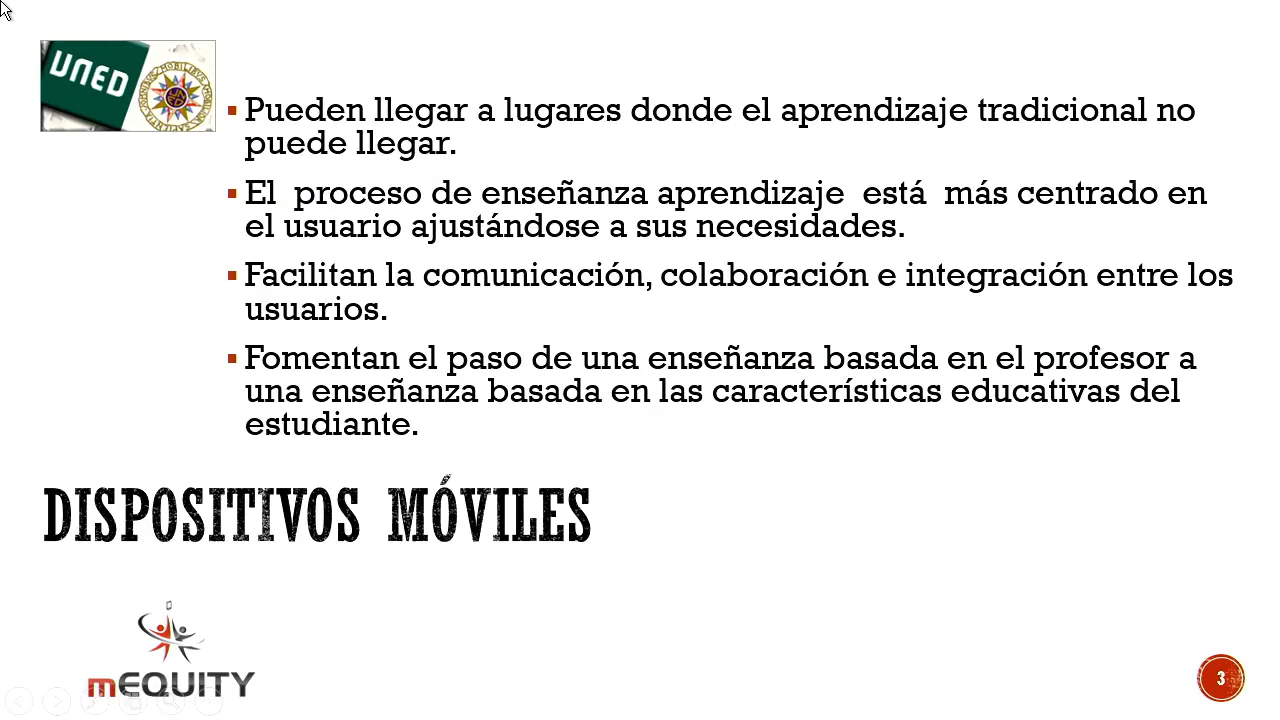 UNED
Pueden llegar a lugares donde el aprendizaje tradicional no
puede llegar.
El  proceso de enseñanza aprendizaje  está  más centrado en
el usuario ajustándose a sus necesidades.
Facilitan la comunicación, colaboración e integración entre los
usuarios.
Fomentan el paso de una enseñanza basada en el profesor a
una enseñanza basada en las características educativas del
estudiante.
DISPOSITIVOS MÓVILES
mEQUITY
3